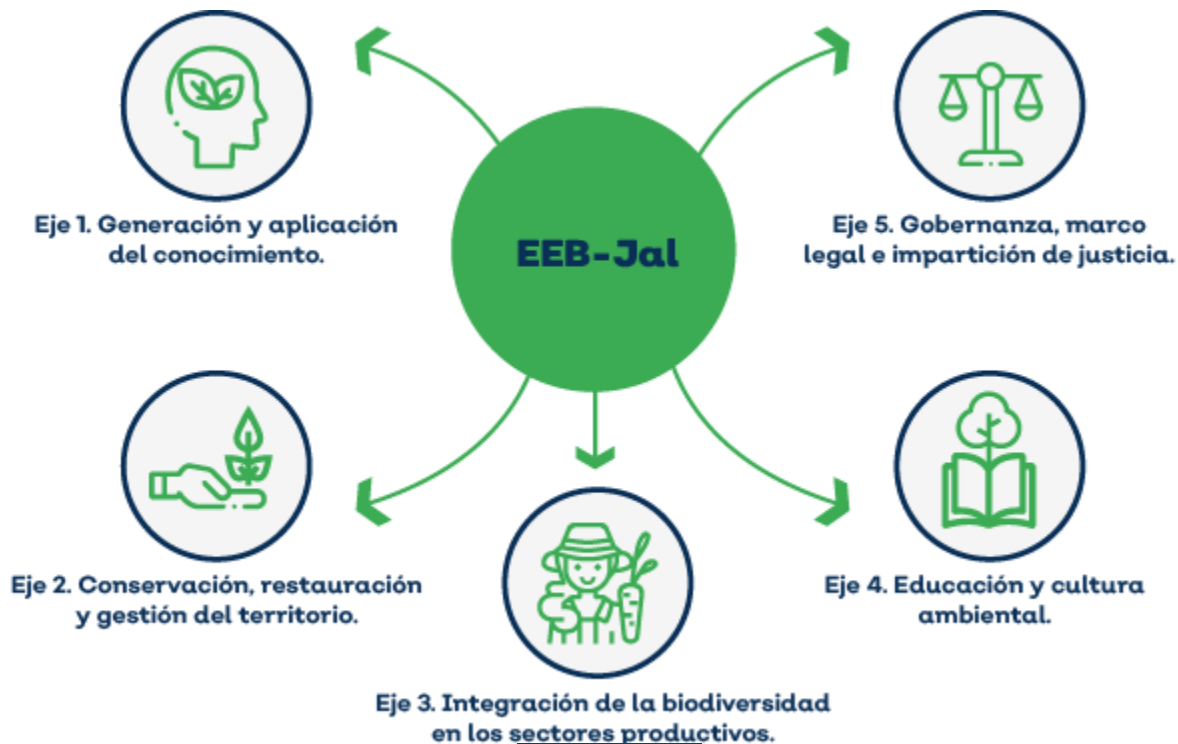 EEB-Jal
Eje 1. Generación y aplicación
del conocimiento.
Eje 2. Conservación, restauración
y gestión del territorio.
Eje 3. Integración de la biodiversidad
en los sectores productivos.
Eje 4. Educación y cultura
ambiental.
Eje 5. Gobernanza, marco
legal e impartición de justicia.